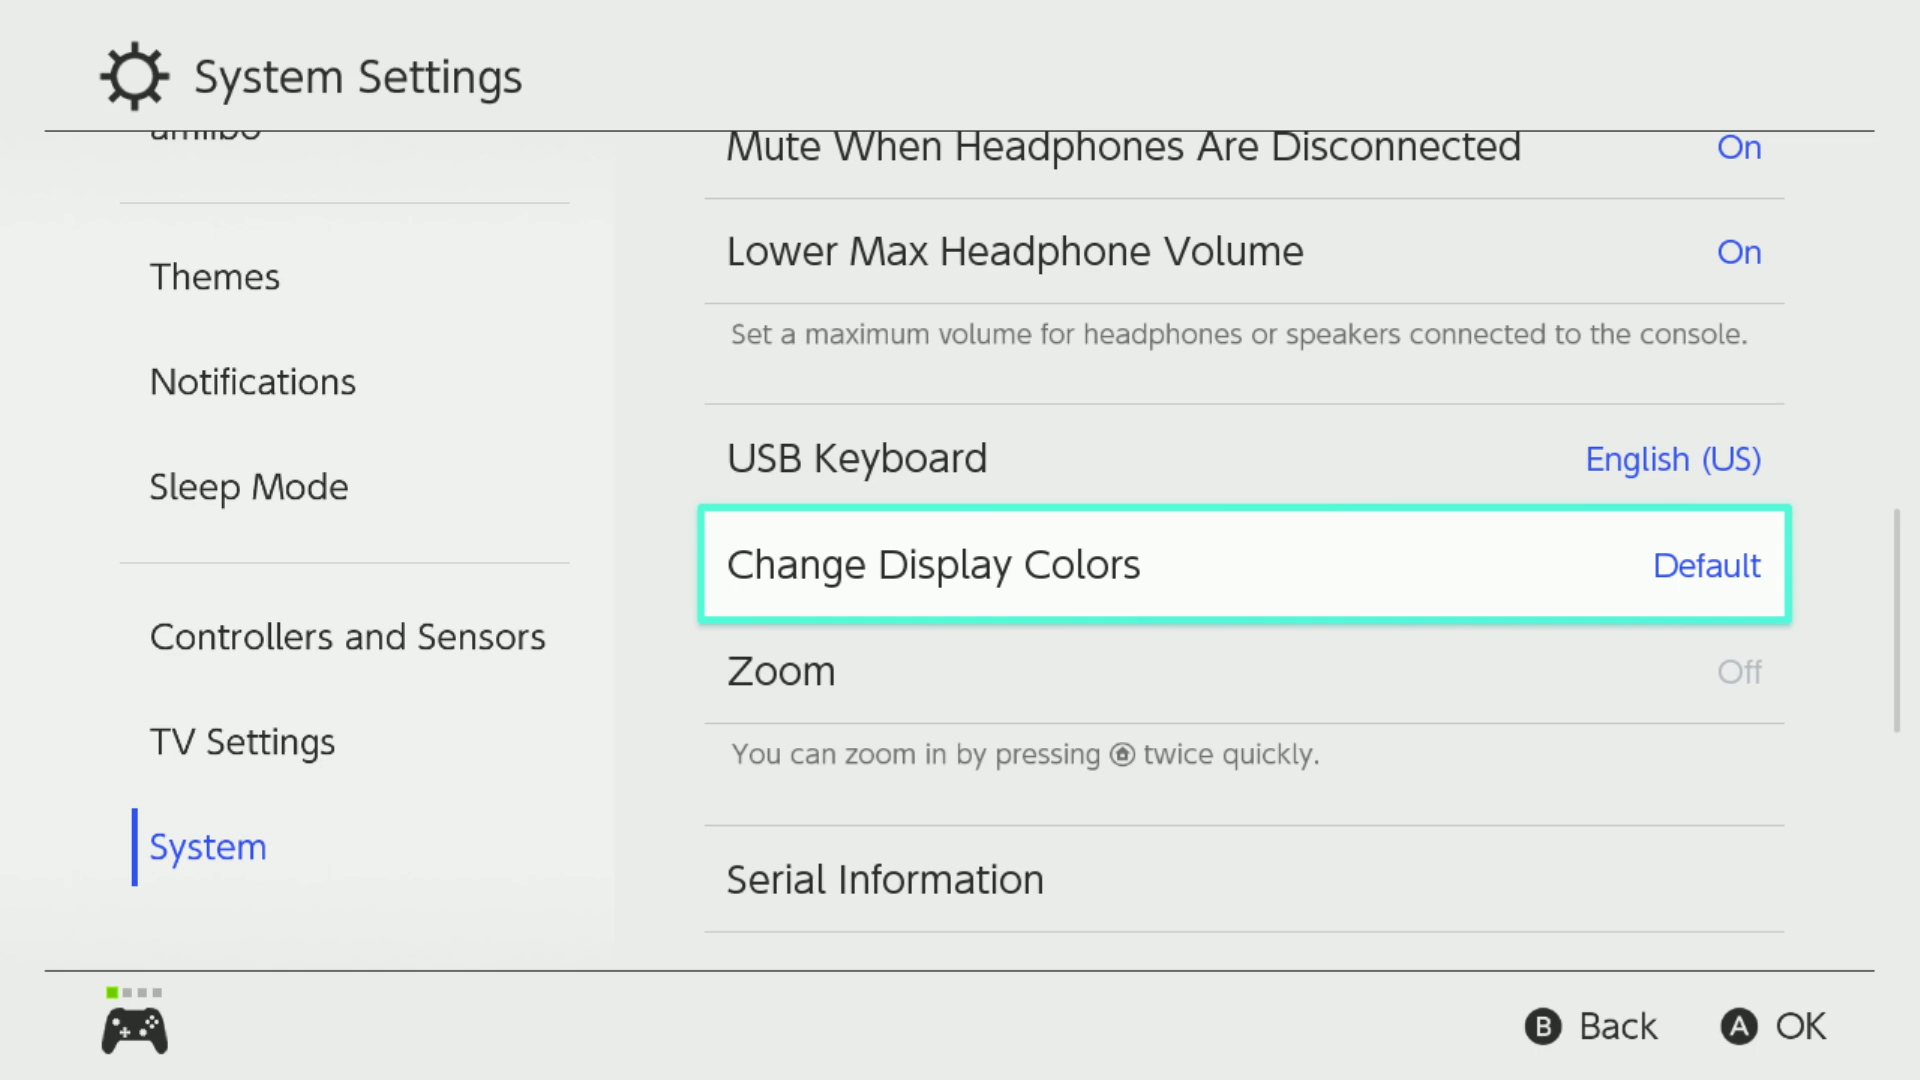 System Settings
amiibo
Themes
Notifications
Sleep Mode
Controllers and Sensors
TV Settings
System
Mute When Headphones Are Disconnected On
Lower Max Headphone Volume On
Set a maximum volume for headphones or speakers connected to the console.
USB Keyboard English (US)
Change Display Colors Default
Zoom Off
You can zoom in by pressing twice quickly.
Serial Information
B Back A OK